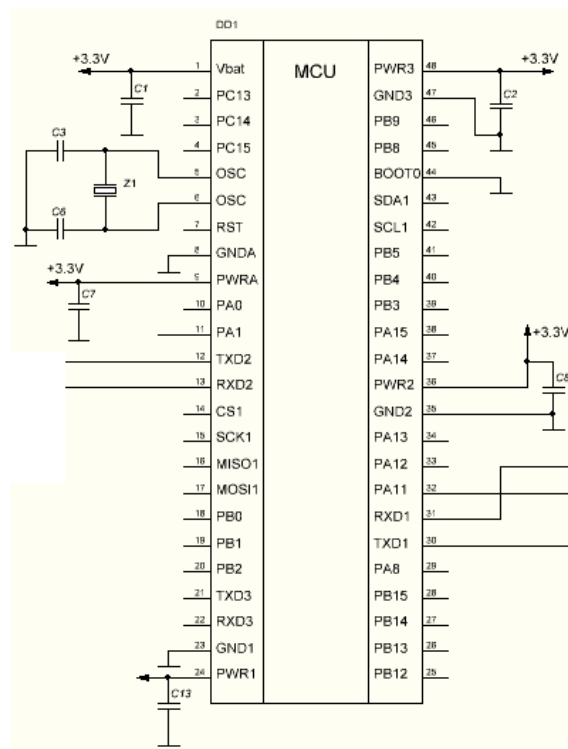 DD1
+3.3V 1 Vbat MCU PWR3 48 +3.3V
C1 2 PC13 GND3 47 C2
3 PC14 PB9 46
C3 4 PC15 PB8 45
5 OSC BOOT0 44
Z1
6 OSC SDA1 43
C6 7 RST SCL1 42
8 GNDA PB5 41
+3.3V 9 PWRA PB4 40
C7 10 PA0 PB3 39
11 PA1 PA15 38 +3.3V
12 TXD2 PA14 37
13 RXD2 PWR2 36
14 CS1 GND2 35
15 SCK1 PA13 34
16 MISO1 PA12 33
17 MOSI1 PA11 32
18 PB0 RXD1 31
19 PB1 TXD1 30
20 PB2 PA8 29
21 TXD3 PB15 28
22 RXD3 PB14 27
23 GND1 PB13 26
24 PWR1 PB12 25
C13